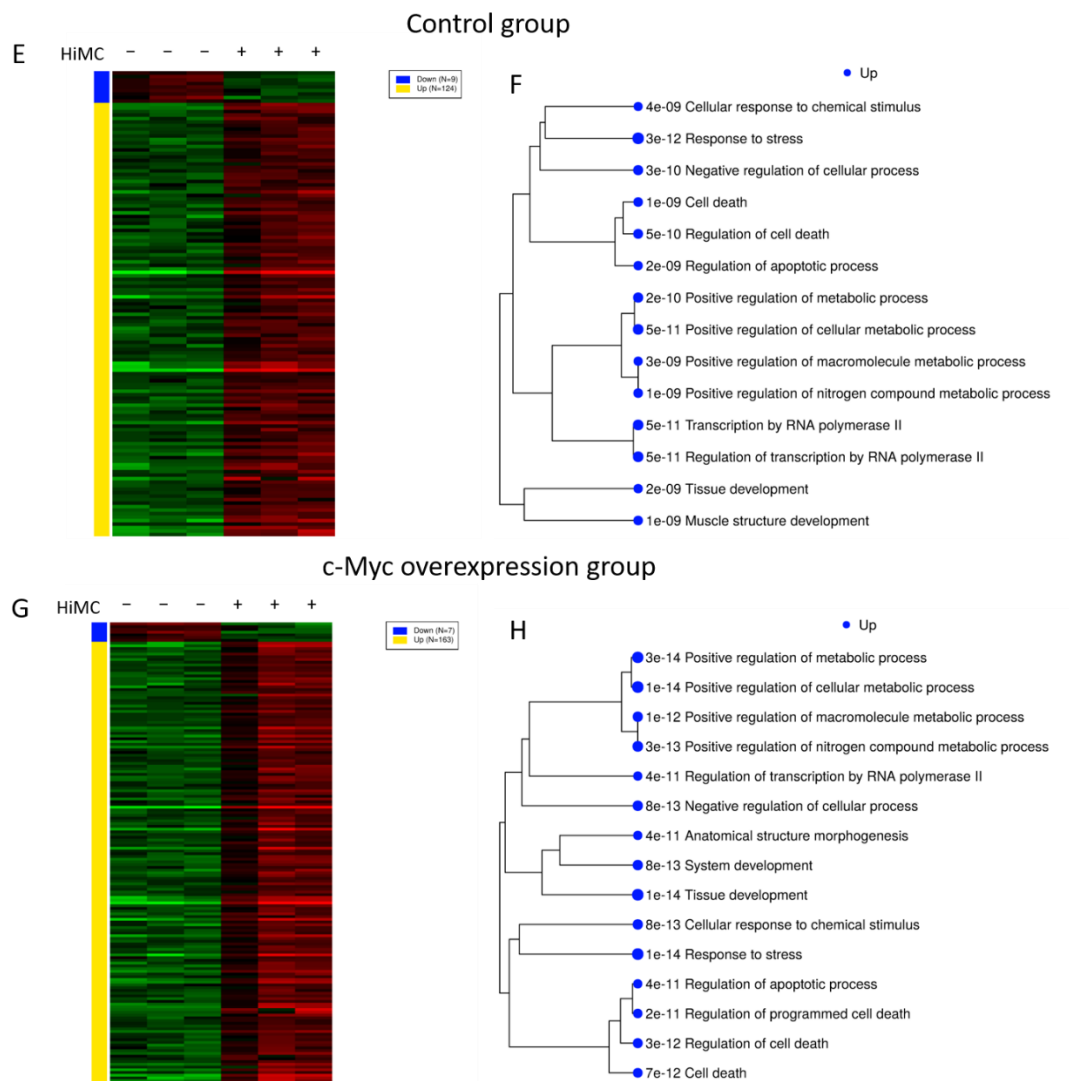 Control group
E
HiMC − − − + + +
Down (N=9)
Up (N=124)
F
Up
4e-09 Cellular response to chemical stimulus
3e-12 Response to stress
3e-10 Negative regulation of cellular process
1e-09 Cell death
5e-10 Regulation of cell death
2e-09 Regulation of apoptotic process
2e-10 Positive regulation of metabolic process
5e-11 Positive regulation of cellular metabolic process
3e-09 Positive regulation of macromolecule metabolic process
1e-09 Positive regulation of nitrogen compound metabolic process
5e-11 Transcription by RNA polymerase II
5e-11 Regulation of transcription by RNA polymerase II
2e-09 Tissue development
1e-09 Muscle structure development
c-Myc overexpression group
G
HiMC − − − + + +
Down (N=7)
Up (N=163)
H
Up
3e-14 Positive regulation of metabolic process
1e-14 Positive regulation of cellular metabolic process
1e-12 Positive regulation of macromolecule metabolic process
3e-13 Positive regulation of nitrogen compound metabolic process
4e-11 Regulation of transcription by RNA polymerase II
8e-13 Negative regulation of cellular process
4e-11 Anatomical structure morphogenesis
8e-13 System development
1e-14 Tissue development
8e-13 Cellular response to chemical stimulus
1e-14 Response to stress
4e-11 Regulation of apoptotic process
2e-11 Regulation of programmed cell death
3e-12 Regulation of cell death
7e-12 Cell death